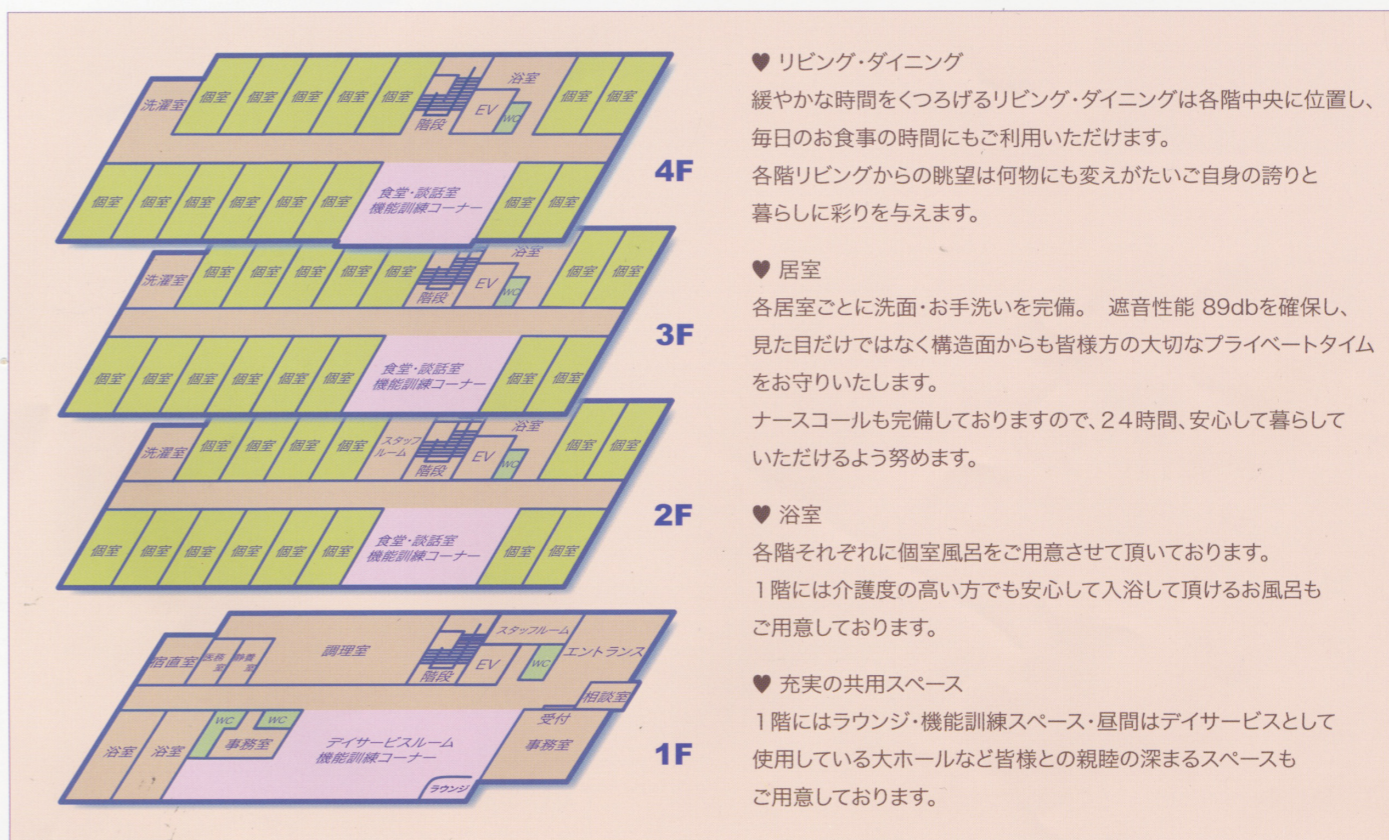 洗濯室 個室 個室 個室 個室 個室 階段 EV WC 浴室 個室 個室
個室 個室 個室 個室 個室 個室 食堂・談話室 個室 個室
機能訓練コーナー
4F
洗濯室 個室 個室 個室 個室 個室 階段 EV WC 浴室 個室 個室
個室 個室 個室 個室 個室 個室 食堂・談話室 個室 個室
機能訓練コーナー
3F
洗濯室 個室 個室 個室 個室 スタッフ 階段 EV WC 浴室 個室 個室
ルーム
個室 個室 個室 個室 個室 個室 食堂・談話室 個室 個室
機能訓練コーナー
2F
宿直室 医務室 静養室 調理室 階段 EV スタッフルーム WC エントランス
相談室
浴室 浴室 WC WC 事務室 デイサービスルーム 受付
機能訓練コーナー 事務室
ラウンジ
1F
♥ リビング・ダイニング
緩やかな時間をくつろげるリビング・ダイニングは各階中央に位置し、
毎日のお食事の時間にもご利用いただけます。
各階リビングからの眺望は何物にも変えがたいご自身の誇りと
暮らしに彩りを与えます。
♥ 居室
各居室ごとに洗面・お手洗いを完備。 遮音性能 89dbを確保し、
見た目だけではなく構造面からも皆様方の大切なプライベートタイム
をお守りいたします。
ナースコールも完備しておりますので、24時間、安心して暮らして
いただけるよう努めます。
♥ 浴室
各階それぞれに個室風呂をご用意させて頂いております。
1階には介護度の高い方でも安心して入浴して頂けるお風呂も
ご用意しております。
♥ 充実の共用スペース
1階にはラウンジ・機能訓練スペース・昼間はデイサービスとして
使用している大ホールなど皆様との親睦の深まるスペースも
ご用意しております。